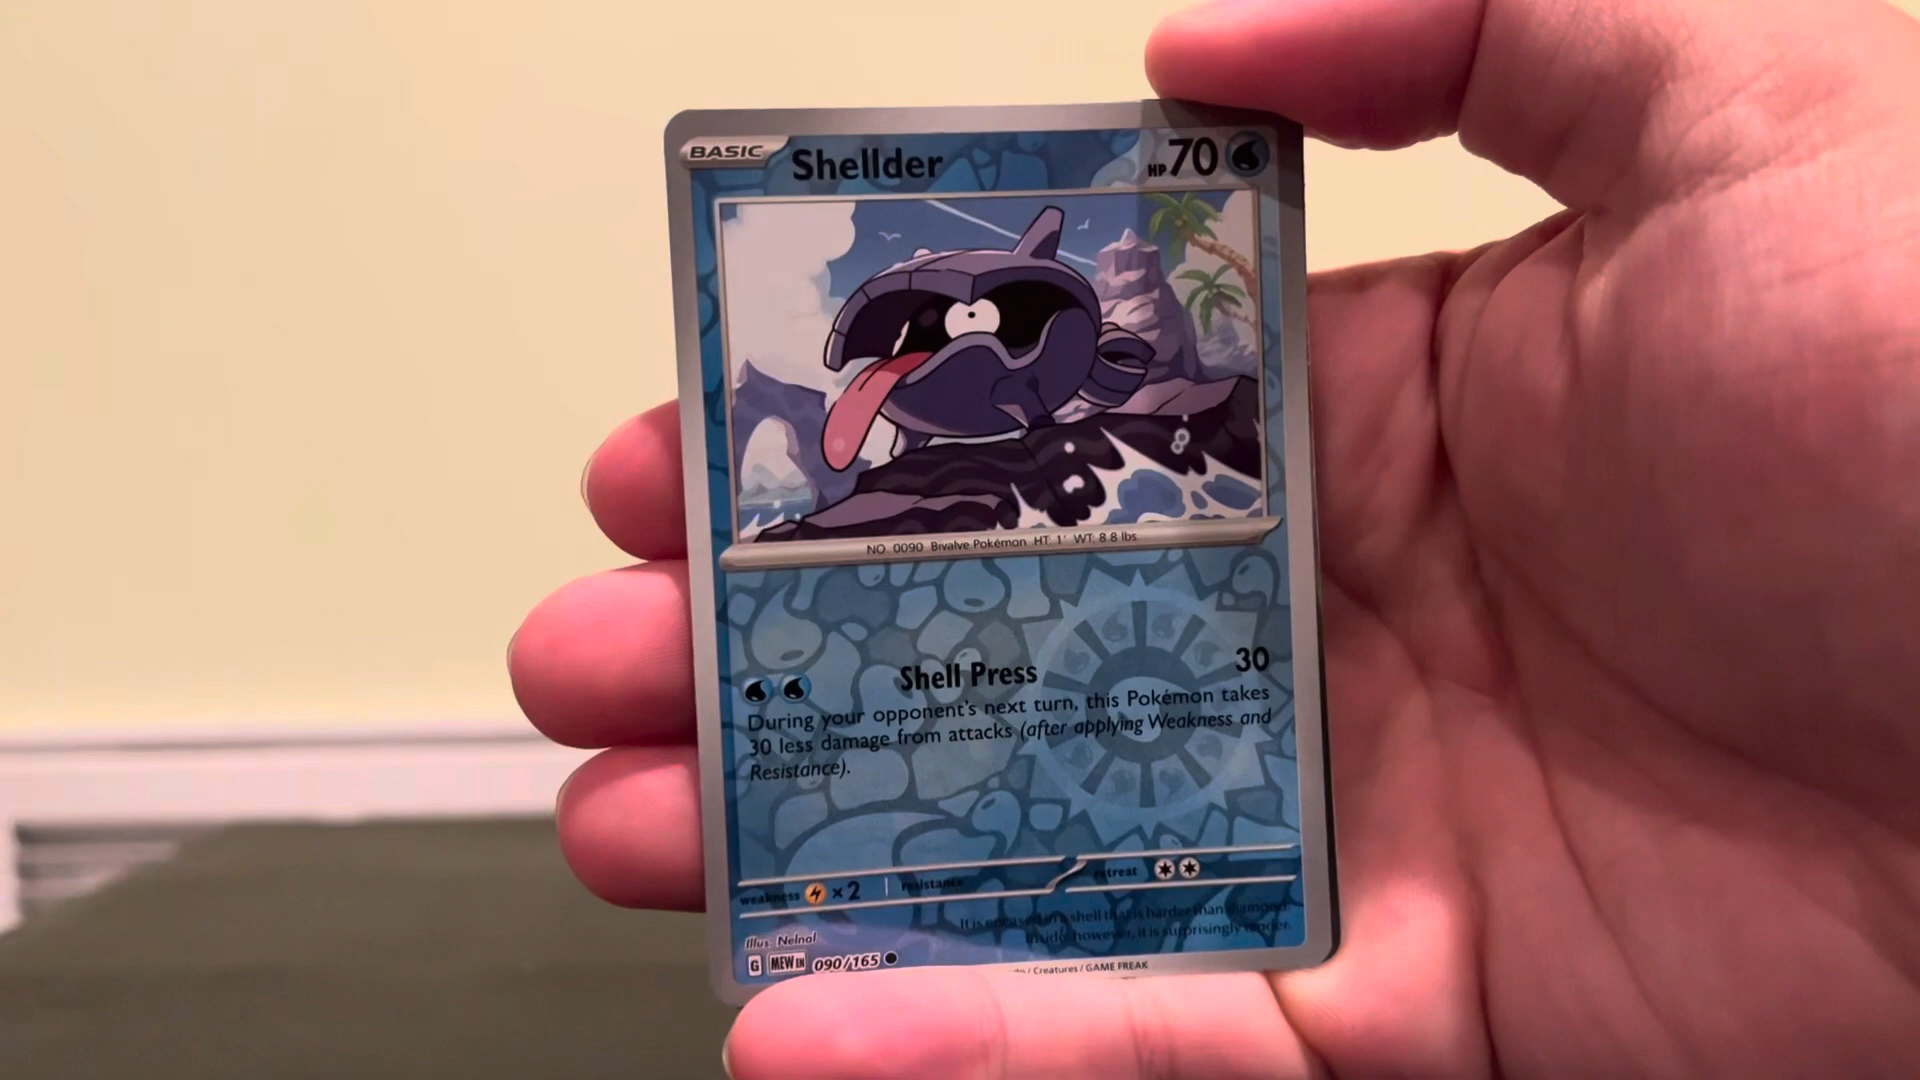 BASIC Shellder HP 70
NO. 0090 Bivalve Pokémon HT: 1' WT: 8.8 lbs.
Shell Press 30
During your opponent's next turn, this Pokémon takes
30 less damage from attacks (after applying Weakness and
Resistance).
weakness ×2 resistance retreat
It is encased in a shell that is harder than diamond.
Inside, however, it is surprisingly tender.
Illus. Nelnal
G MEW EN 090/165
/ Creatures / GAME FREAK